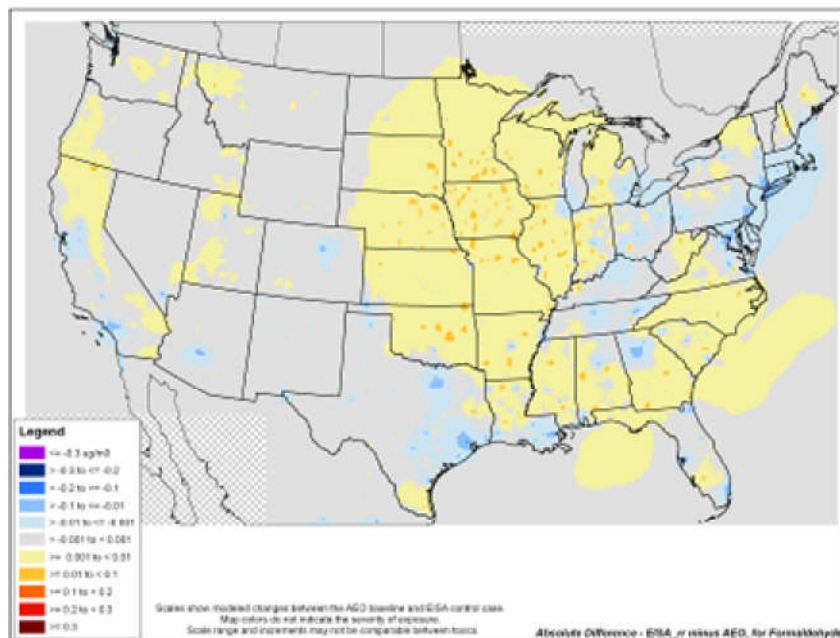 Legend
<= -0.3 ug/m3
> -0.3 to <= -0.2
> -0.2 to <= -0.1
> -0.1 to <= -0.01
> -0.01 to <= -0.001
> -0.001 to < 0.001
>= 0.001 to < 0.01
>= 0.01 to < 0.1
>= 0.1 to < 0.2
>= 0.2 to < 0.3
>= 0.3
Scales show modeled changes between the AEO baseline and EISA control case.
Map colors do not indicate the severity of exposure.
Scale range and increments may not be comparable between toxics
Absolute Difference - EISA_rr minus AEO, for Formaldehyde